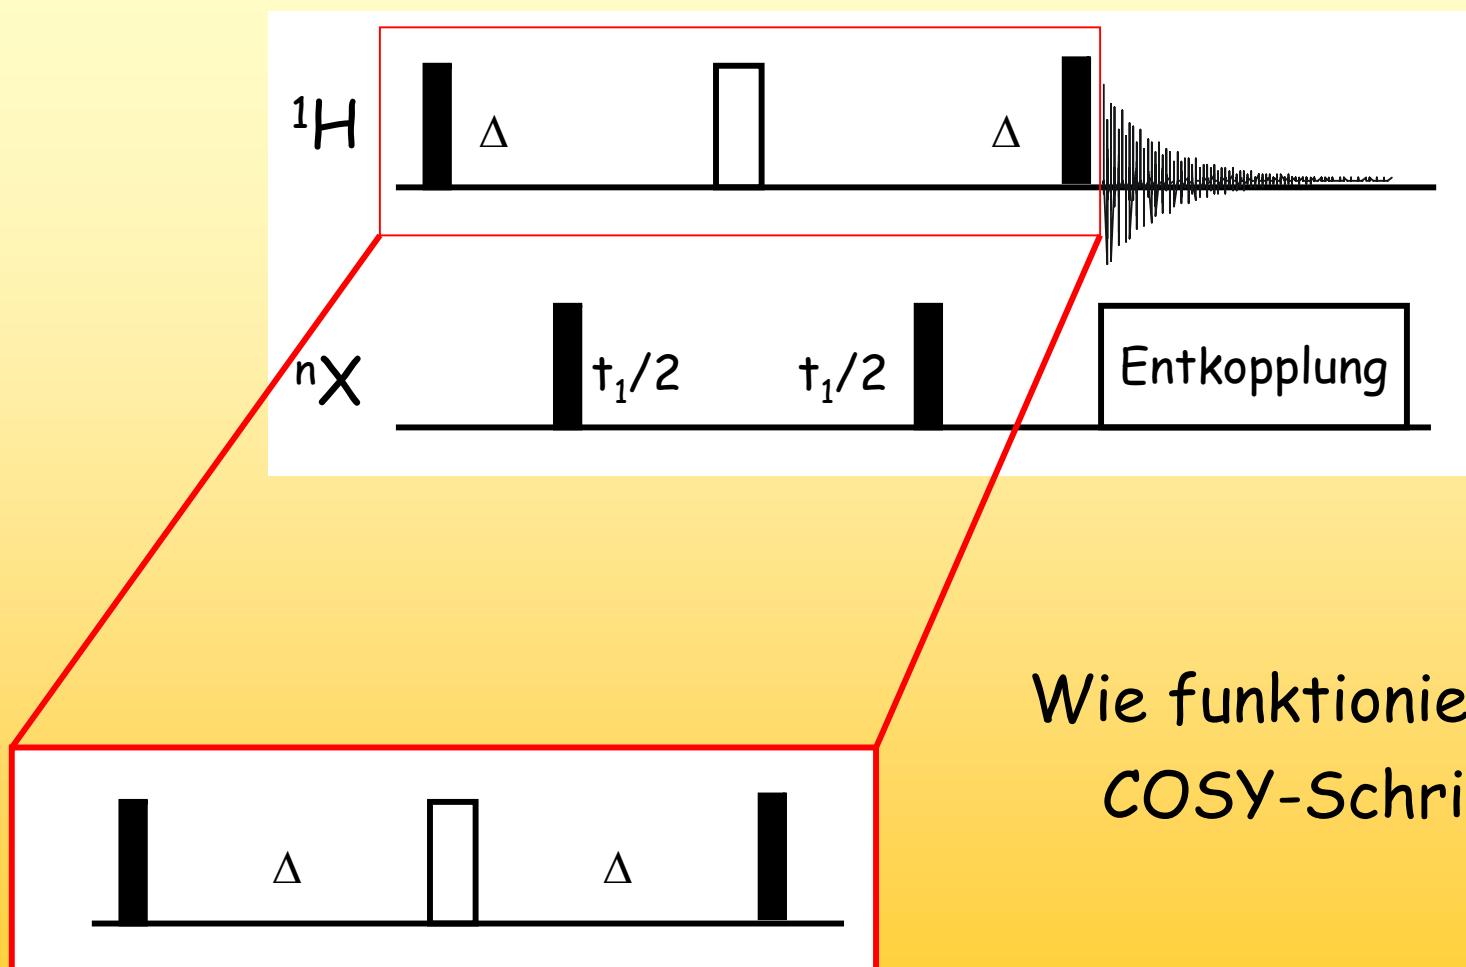 ¹H Δ Δ
ⁿX t₁/2 t₁/2 Entkopplung
Wie funktionie
COSY-Schri
Δ Δ